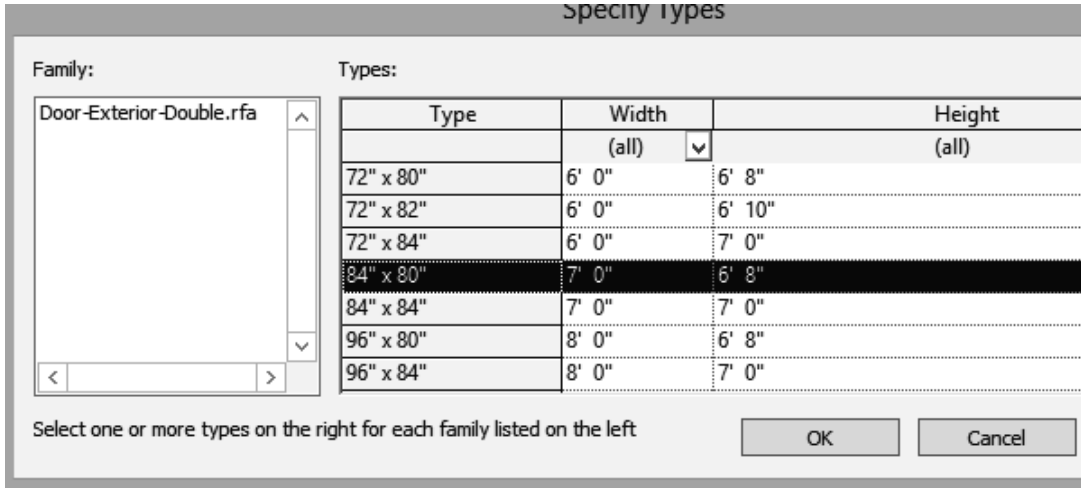 Specify Types
Family:
Types:
Door-Exterior-Double.rfa
Type Width Height
(all) (all)
72" x 80" 6' 0" 6' 8"
72" x 82" 6' 0" 6' 10"
72" x 84" 6' 0" 7' 0"
84" x 80" 7' 0" 6' 8"
84" x 84" 7' 0" 7' 0"
96" x 80" 8' 0" 6' 8"
96" x 84" 8' 0" 7' 0"
Select one or more types on the right for each family listed on the left
OK Cancel